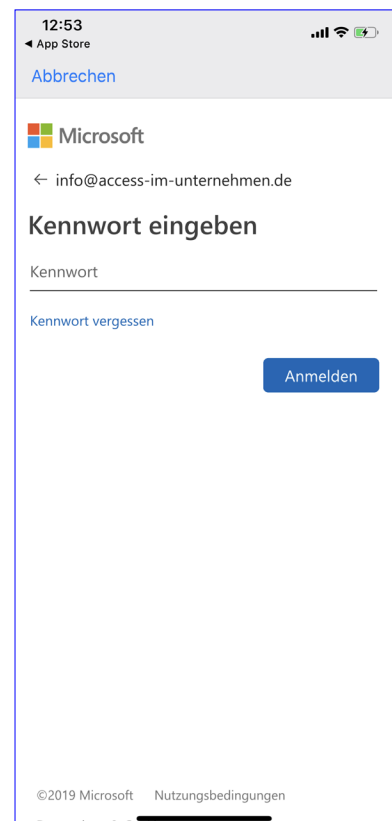 12:53
◀ App Store
Abbrechen
Microsoft
← info@access-im-unternehmen.de
Kennwort eingeben
Kennwort
Kennwort vergessen
Anmelden
©2019 Microsoft Nutzungsbedingungen